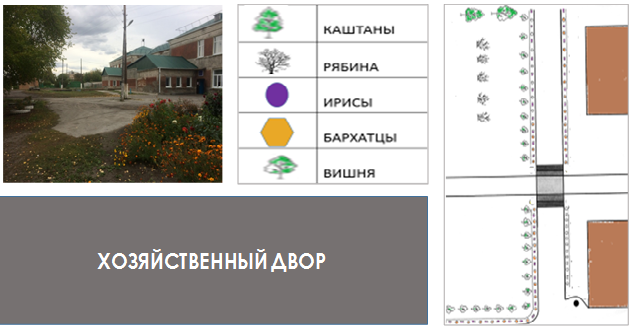 КАШТАНЫ
РЯБИНА
ИРИСЫ
БАРХАТЦЫ
ВИШНЯ
ХОЗЯЙСТВЕННЫЙ ДВОР